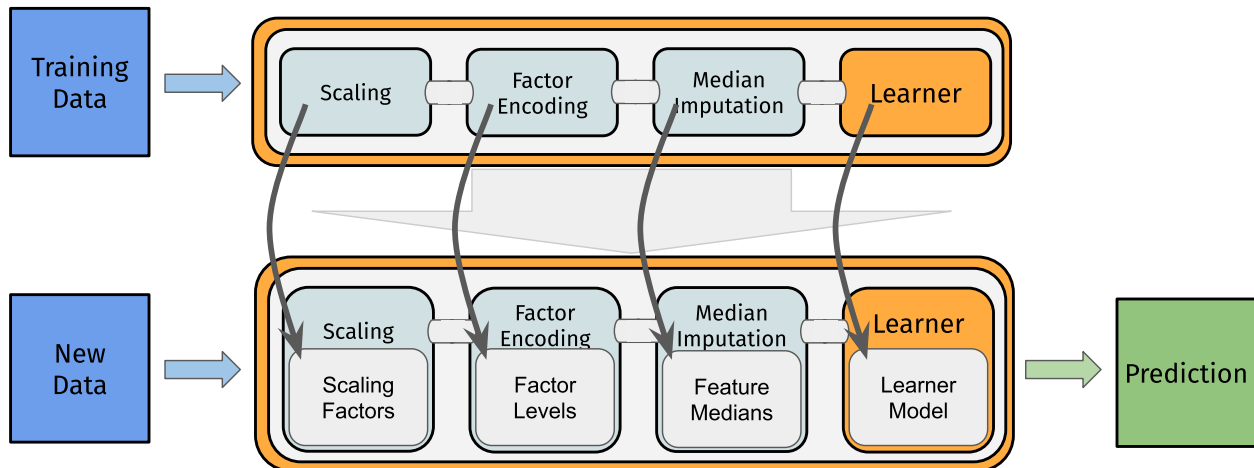 Training
Data
Scaling
Factor
Encoding
Median
Imputation
Learner
New
Data
Scaling
Scaling
Factors
Factor
Encoding
Factor
Levels
Median
Imputation
Feature
Medians
Learner
Learner
Model
Prediction